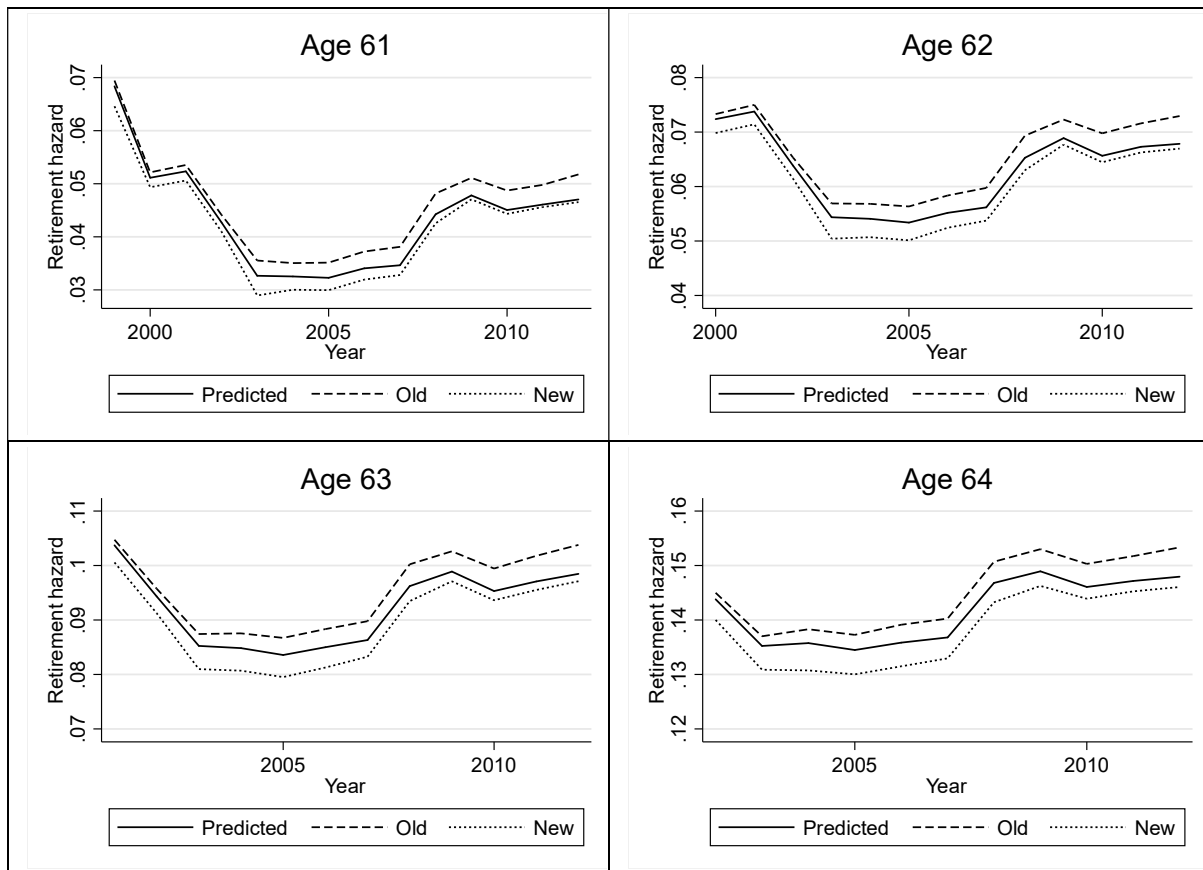 Age 61
Retirement hazard
.07
.06
.05
.04
.03
2000 2005 2010
Year
Predicted Old New
Age 62
Retirement hazard
.08
.07
.06
.05
.04
2000 2005 2010
Year
Predicted Old New
Age 63
Retirement hazard
.11
.1
.09
.08
.07
2005 2010
Year
Predicted Old New
Age 64
Retirement hazard
.16
.15
.14
.13
.12
2005 2010
Year
Predicted Old New